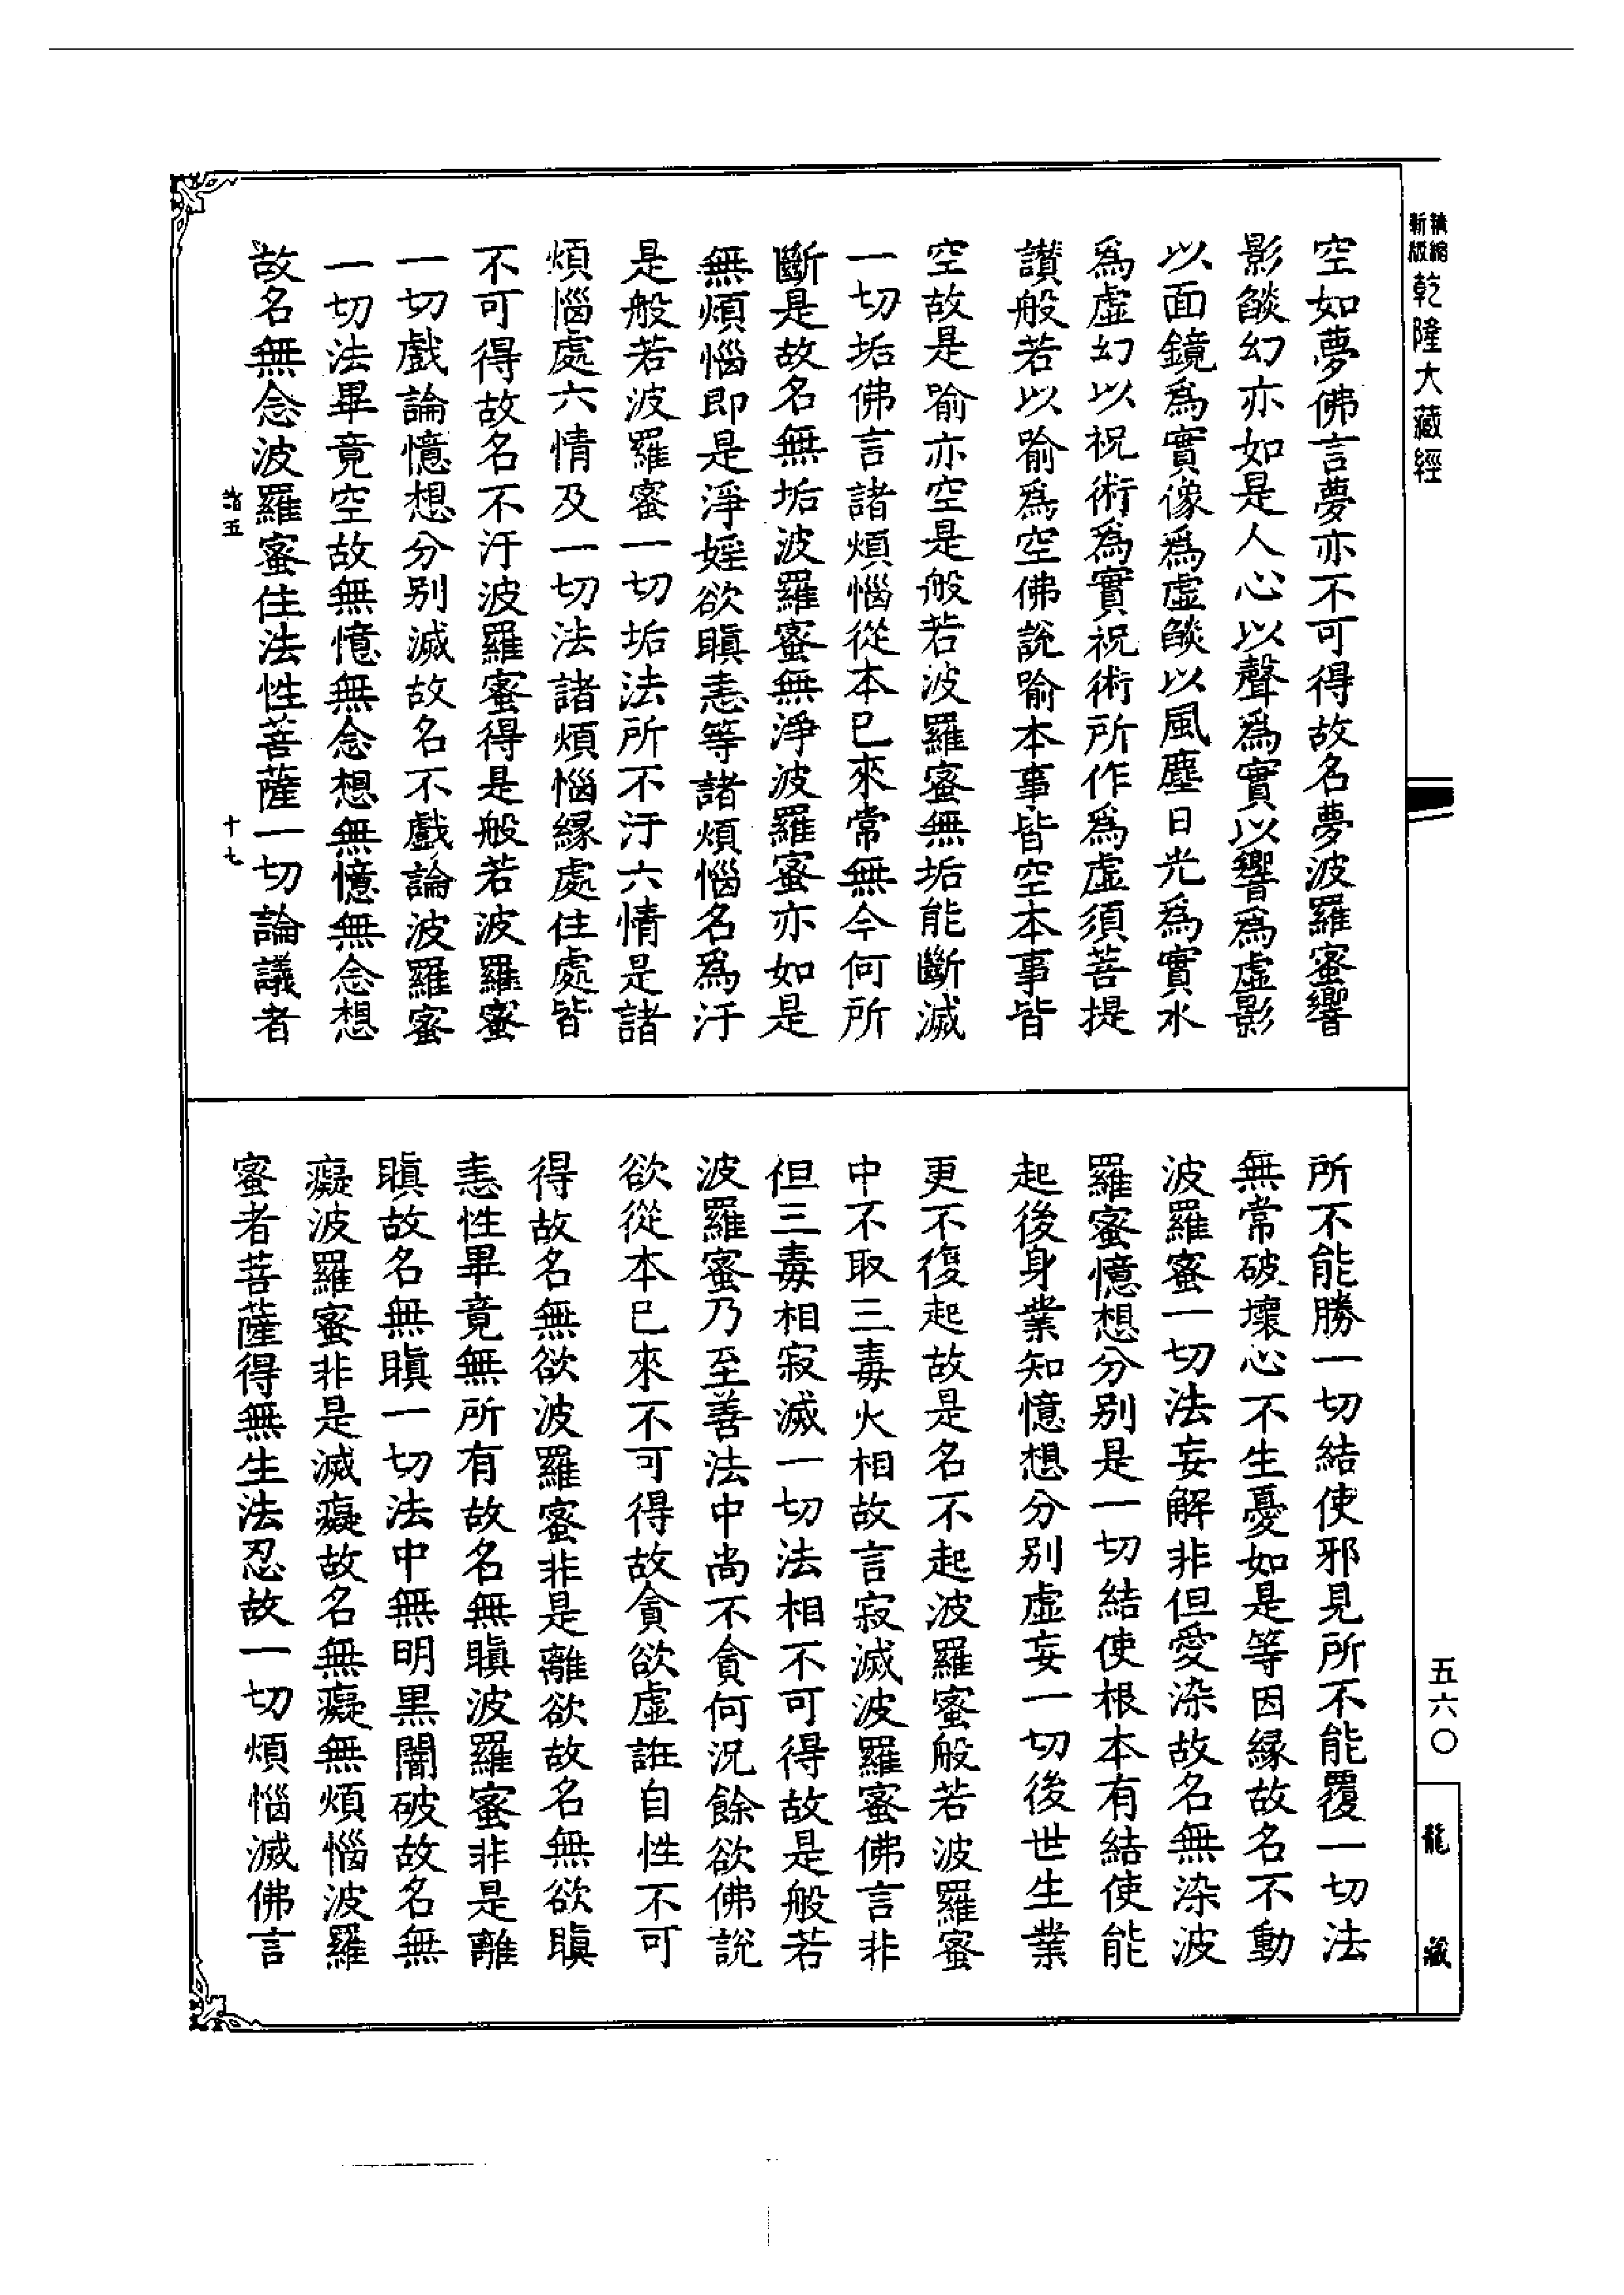 新版
精縮
乾隆大藏經
空如夢佛言夢亦不可得故名夢波羅蜜響
影燄幻亦如是人心以聲為實以響為虛影
以面鏡為實像為虛燄以風塵日光為實水
為虛幻以祝術為實祝術所作為虛須菩提
讚般若以喻為空佛說喻本事皆空本事皆
空故是喻亦空是般若波羅蜜無垢能斷滅
一切垢佛言諸煩惱從本已來常無今何所
斷是故名無垢波羅蜜無淨波羅蜜亦如是
無煩惱即是淨婬欲瞋恚等諸煩惱名為汙
是般若波羅蜜一切垢法所不汙六情是諸
煩惱處六情及一切法諸煩惱緣處住處皆
不可得故名不汙波羅蜜得是般若波羅蜜
一切戲論憶想分別滅故名不戲論波羅蜜
一切法畢竟空故無憶無念想無憶無念想
故名無念波羅蜜住法性菩薩一切論議者
十七
所不能勝一切結使邪見所不能覆一切法
無常破壞心不生憂如是等因緣故名不動
波羅蜜一切法妄解非但愛染故名無染波
羅蜜憶想分別是一切結使根本有結使能
起後身業知憶想分別虛妄一切後世生業
更不復起故是名不起波羅蜜般若波羅蜜
中不取三毒火相故言寂滅波羅蜜佛言非
但三毒相寂滅一切法相不可得故是般若
波羅蜜乃至善法中尚不貪何況餘欲佛說
欲從本已來不可得故貪欲虛誑自性不可
得故名無欲波羅蜜非是離欲故名無欲瞋
恚性畢竟無所有故名無瞋波羅蜜非是離
瞋故名無瞋一切法中無明黑闇破故名無
癡波羅蜜非是滅癡故名無癡無煩惱波羅
蜜者菩薩得無生法忍故一切煩惱滅佛言
五六〇
龍藏